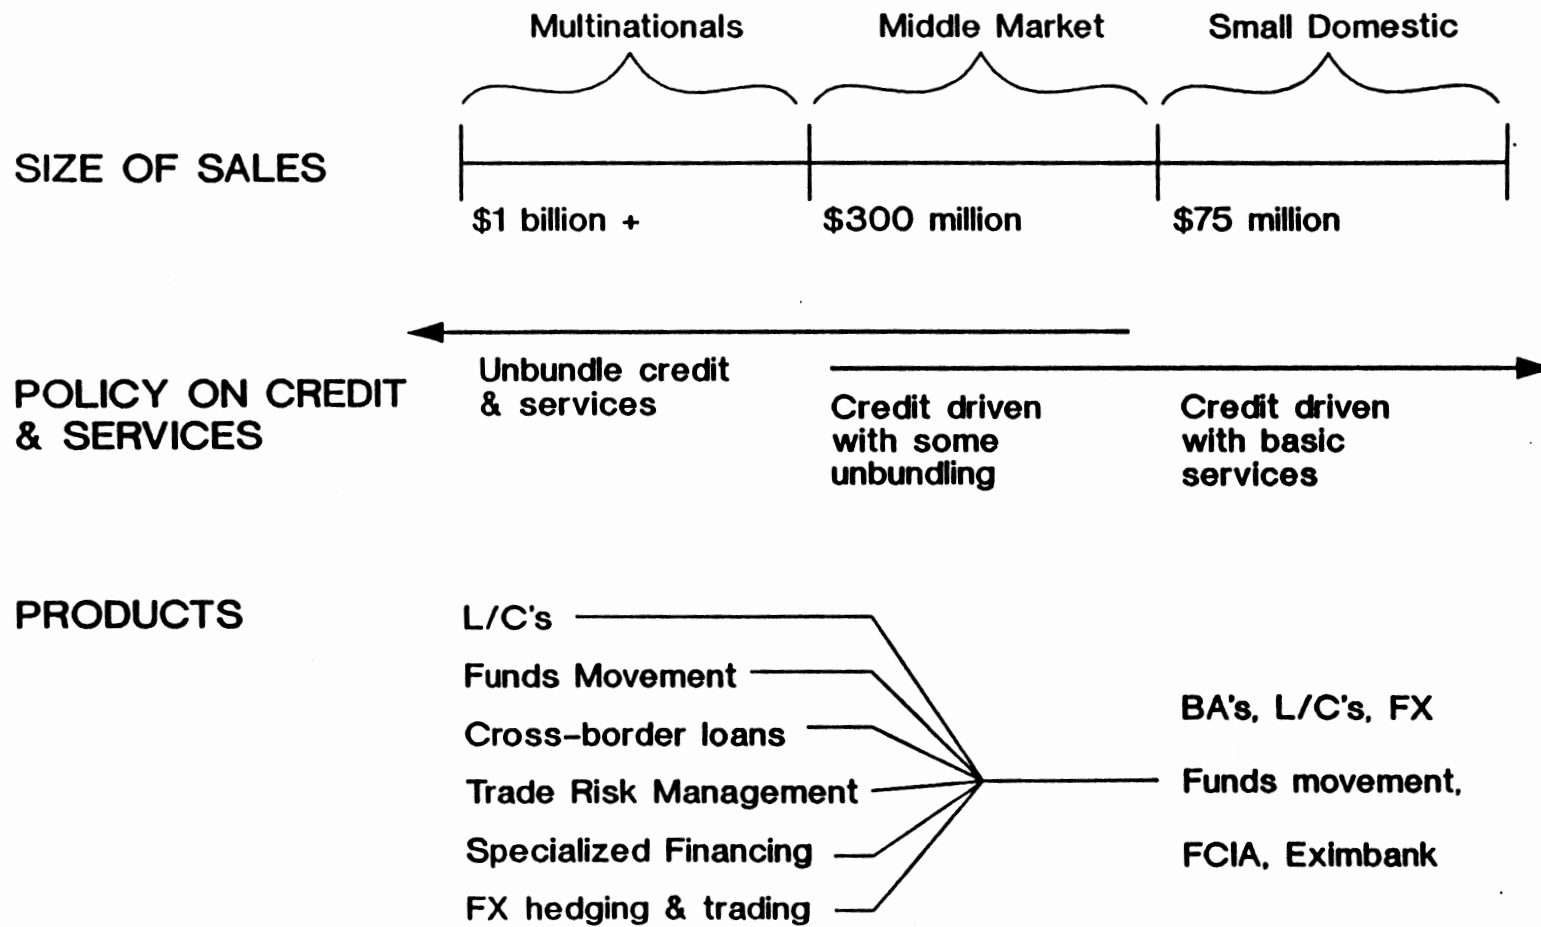 Multinationals
Middle Market
Small Domestic
SIZE OF SALES
$1 billion +
$300 million
$75 million
POLICY ON CREDIT
& SERVICES
Unbundle credit
& services
Credit driven
with some
unbundling
Credit driven
with basic
services
PRODUCTS
L/C's
Funds Movement
Cross-border loans
Trade Risk Management
Specialized Financing
FX hedging & trading
BA's, L/C's, FX
Funds movement,
FCIA, Eximbank